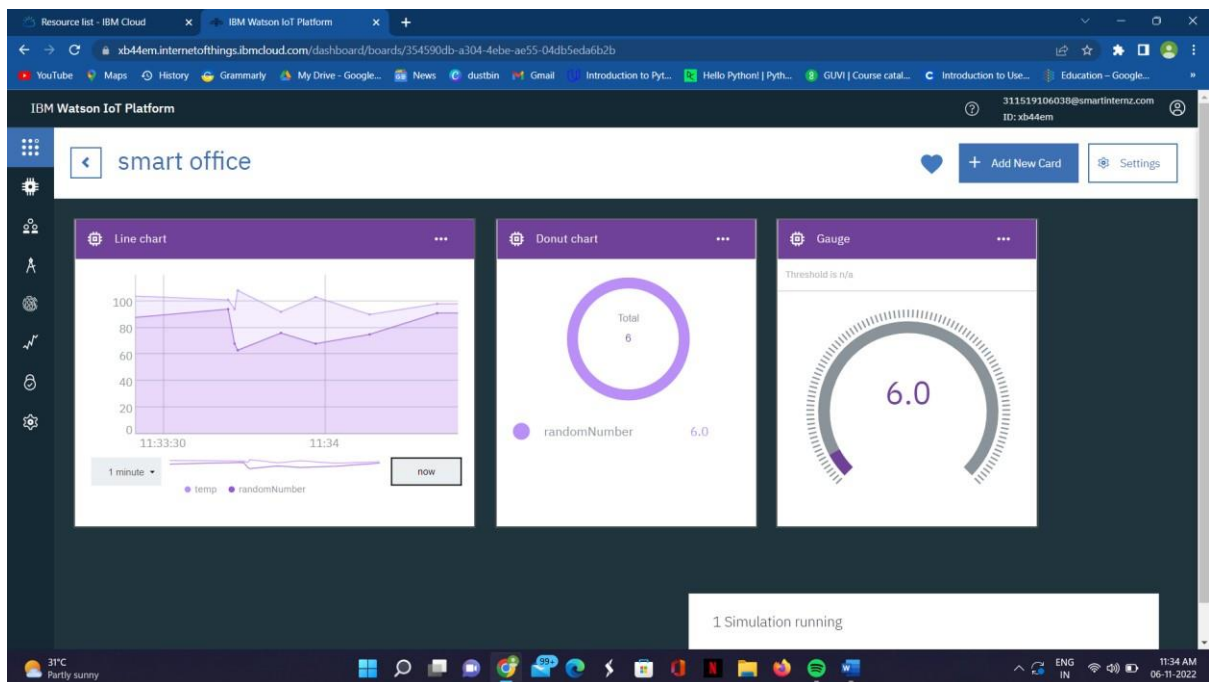 Resource list - IBM Cloud
IBM Watson IoT Platform
xb44em.internetofthings.ibmcloud.com/dashboard/boards/354590db-a304-4ebe-ae55-04db5eda6b2b
YouTube Maps History Grammarly My Drive - Google... News dustbin Gmail Introduction to Pyt... Hello Python! | Pyth... GUVI | Course catal... Introduction to Use... Education – Google...
IBM Watson IoT Platform
311519106038@smartinternz.com
ID: xb44em
smart office
+ Add New Card
Settings
Line chart
Donut chart
Gauge
Threshold is n/a
100
80
60
40
20
0
11:33:30 11:34
1 minute
now
temp randomNumber
Total
6
randomNumber 6.0
6.0
1 Simulation running
31°C
Partly sunny
99+
ENG
IN
11:34 AM
06-11-2022